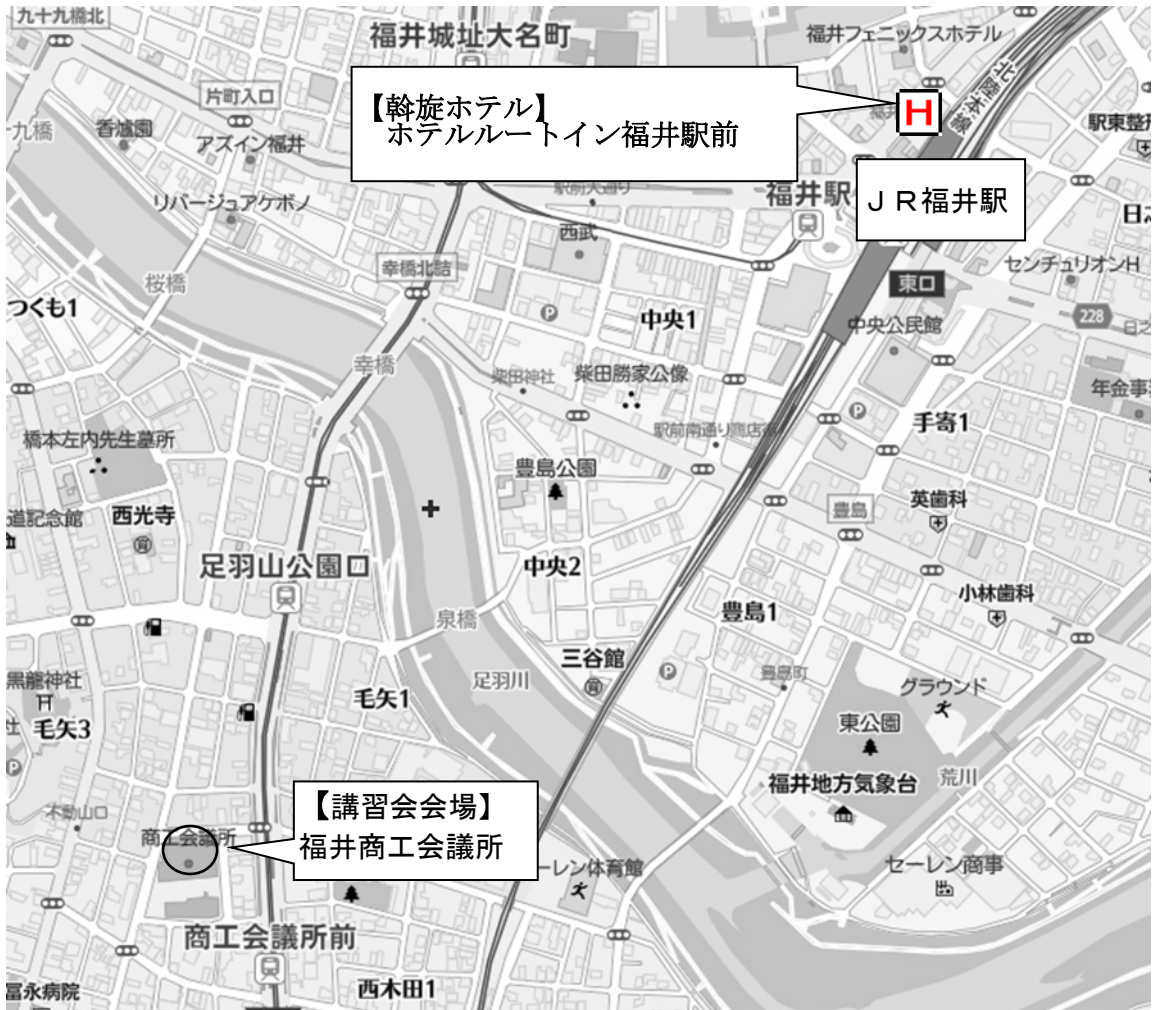 九十九橋北
福井城址大名町
福井フェニックスホテル
北陸本線
片町入口
【斡旋ホテル】
ホテルルートイン福井駅前
H
九橋
香爐園
アズイン福井
駅東整形
リバージュアケボノ
駅前大通り
福井駅
JR福井駅
西武
幸橋北詰
センチュリオンH
桜橋
東口
つくも1
P
中央1
中央公民館
228
幸橋
柴田神社
柴田勝家公像
年金事務
P
手寄1
橋本左内先生墓所
駅前南通り商店街
豊島公園
英歯科
道記念館
西光寺
豊島
足羽山公園口
中央2
小林歯科
豊島1
泉橋
三谷館
P
豊島町
黒龍神社
足羽川
グラウンド
毛矢1
毛矢3
東公園
P
福井地方気象台
荒川
不動山口
【講習会会場】
福井商工会議所
商工会議所
ーレン体育館
セーレン商事
商工会議所前
西木田1
冨永病院